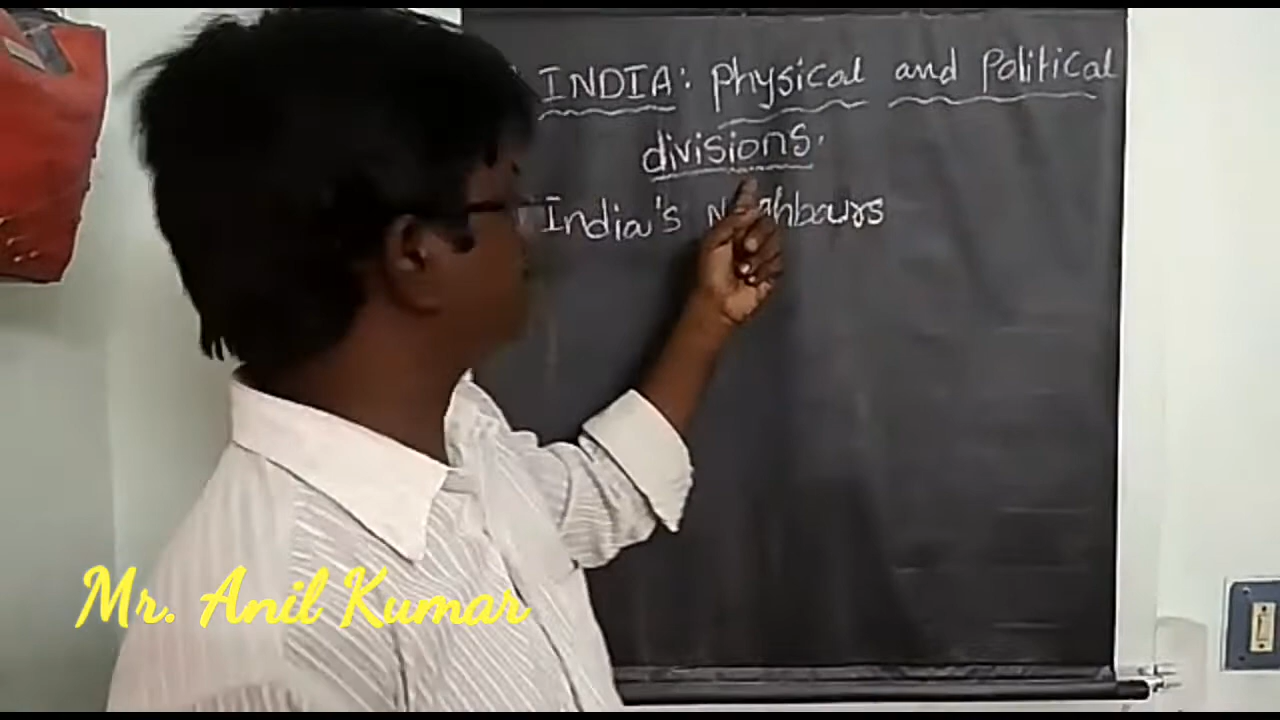 INDIA: Physical and Political
divisions.
India's Neighbours
Mr. Anil Kumar